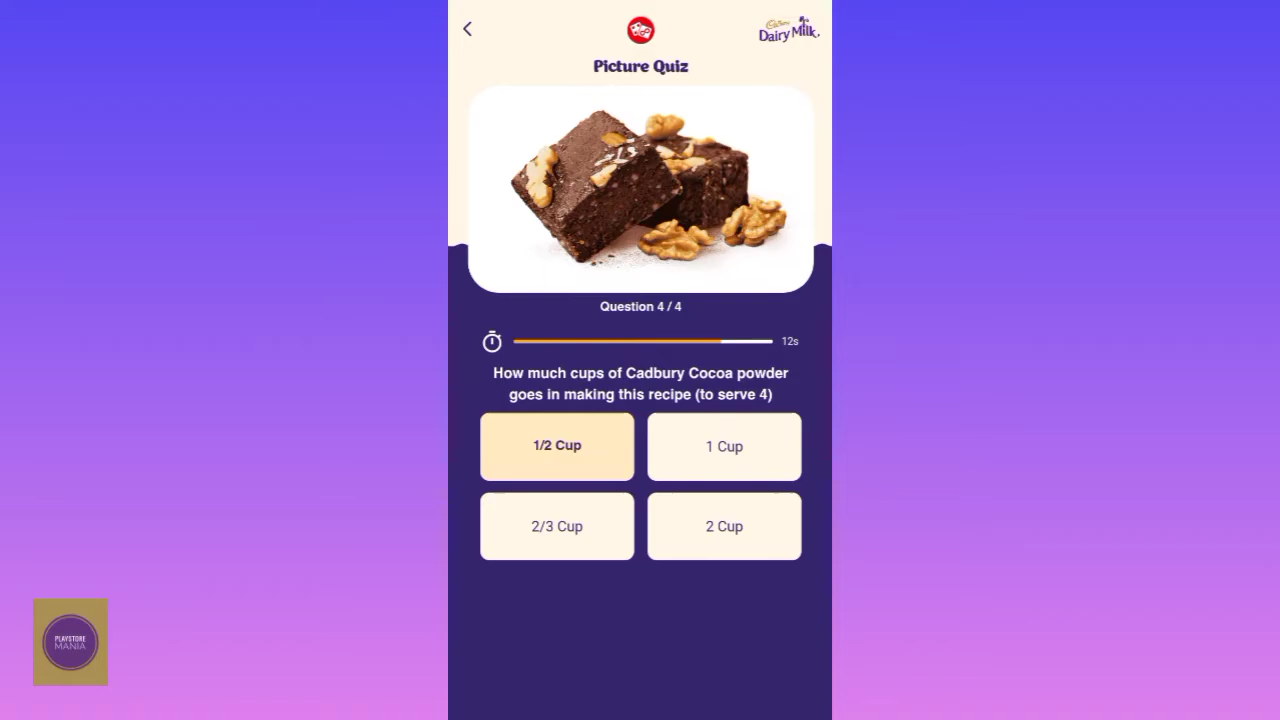 Cadbury
Dairy Milk
Picture Quiz
Question 4 / 4
12s
How much cups of Cadbury Cocoa powder
goes in making this recipe (to serve 4)
1/2 Cup
1 Cup
2/3 Cup
2 Cup
PLAYSTORE
MANIA